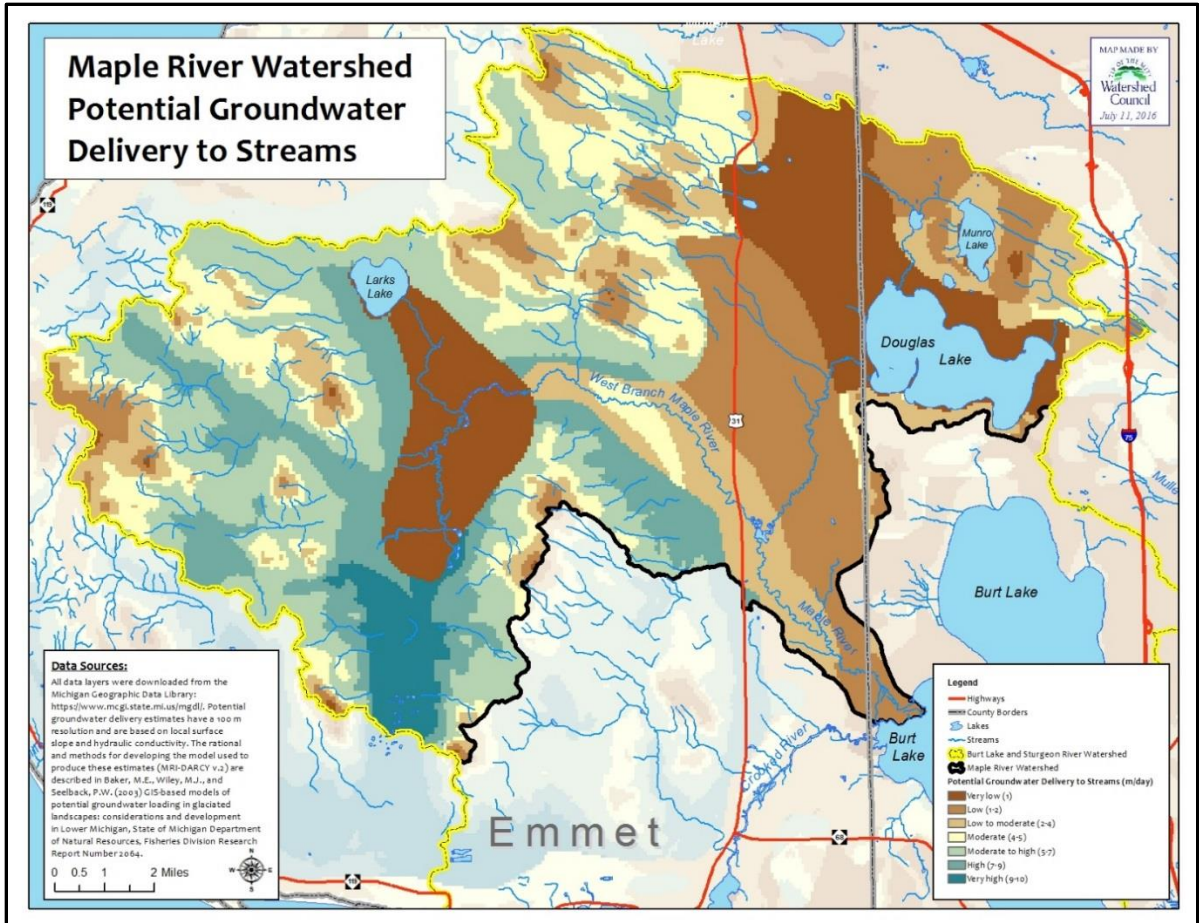 Maple River Watershed
Potential Groundwater
Delivery to Streams
MAP MADE BY
TIP OF THE MITT
Watershed
Council
July 11, 2016
Lake
119
Larks
Lake
Munro
Lake
Douglas
Lake
West Branch Maple River
31
75
Burt Lake
Maple River
Burt
Lake
Crooked River
Emmet
68
119
Data Sources:
All data layers were downloaded from the
Michigan Geographic Data Library:
https://www.mcgi.state.mi.us/mgdl/. Potential
groundwater delivery estimates have a 100 m
resolution and are based on local surface
slope and hydraulic conductivity. The rational
and methods for developing the model used to
produce these estimates (MRI-DARCY v.2) are
described in Baker, M.E., Wiley, M.J., and
Seelback, P.W. (2003) GIS-based models of
potential groundwater loading in glaciated
landscapes: considerations and development
in Lower Michigan, State of Michigan Department
of Natural Resources, Fisheries Division Research
Report Number 2064.
N
W E
S
0 0.5 1 2 Miles
Legend
Highways
County Borders
Lakes
Streams
Burt Lake and Sturgeon River Watershed
Maple River Watershed
Potential Groundwater Delivery to Streams (m/day)
Very low (1)
Low (1-2)
Low to moderate (2-4)
Moderate (4-5)
Moderate to high (5-7)
High (7-9)
Very high (9-10)